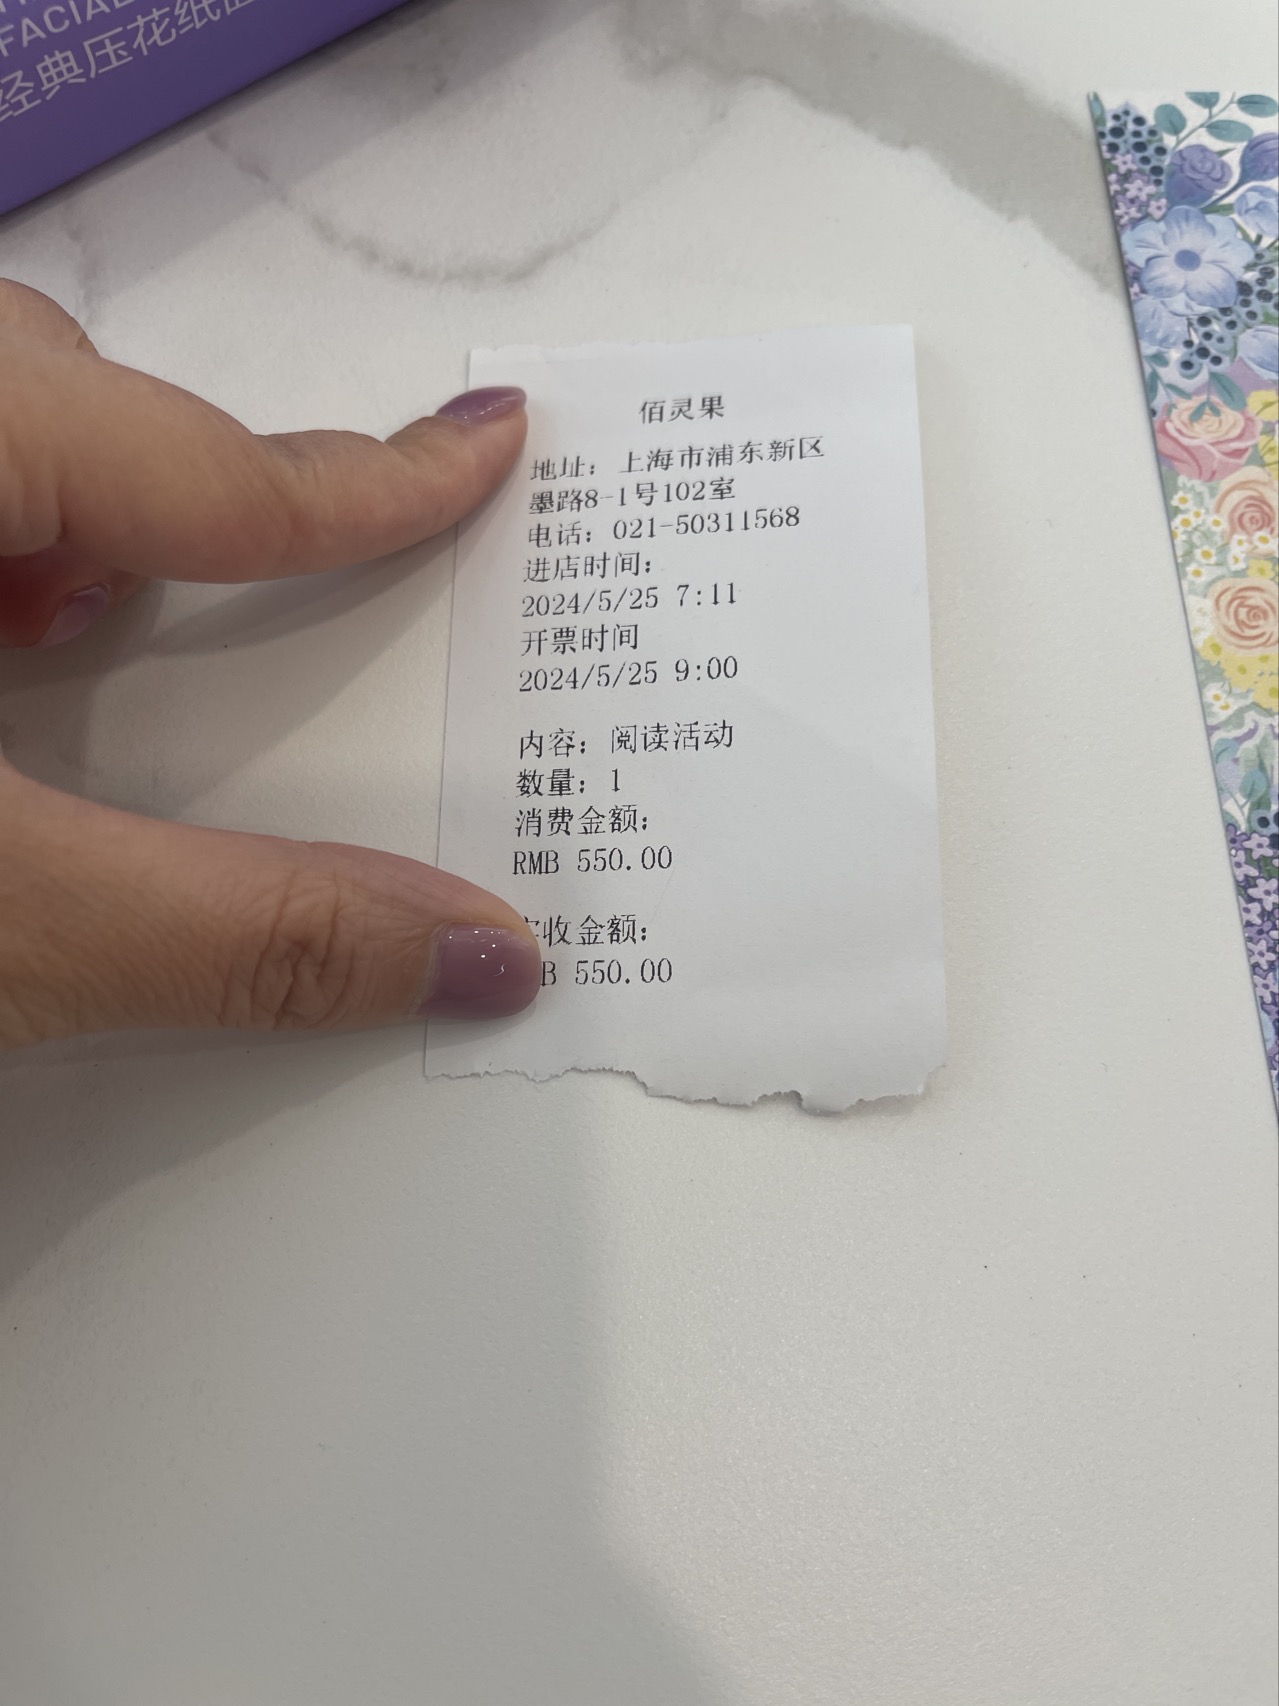 FACIAL
经典压花纸
佰灵果
地址：上海市浦东新区
墨路8-1号102室
电话：021-50311568
进店时间：
2024/5/25 7:11
开票时间
2024/5/25 9:00
内容：阅读活动
数量：1
消费金额：
RMB 550.00
收金额：
B 550.00